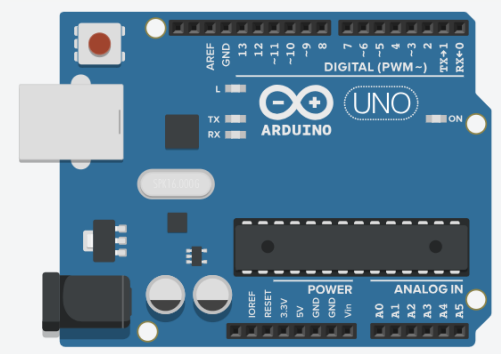 AREF
GND
13
12
~11
~10
~9
8
7
~6
~5
4
~3
2
TX→1
RX←0
DIGITAL (PWM~)
L
TX
RX
ARDUINO
UNO
ON
POWER
ANALOG IN
IOREF
RESET
3.3V
5V
GND
GND
Vin
A0
A1
A2
A3
A4
A5